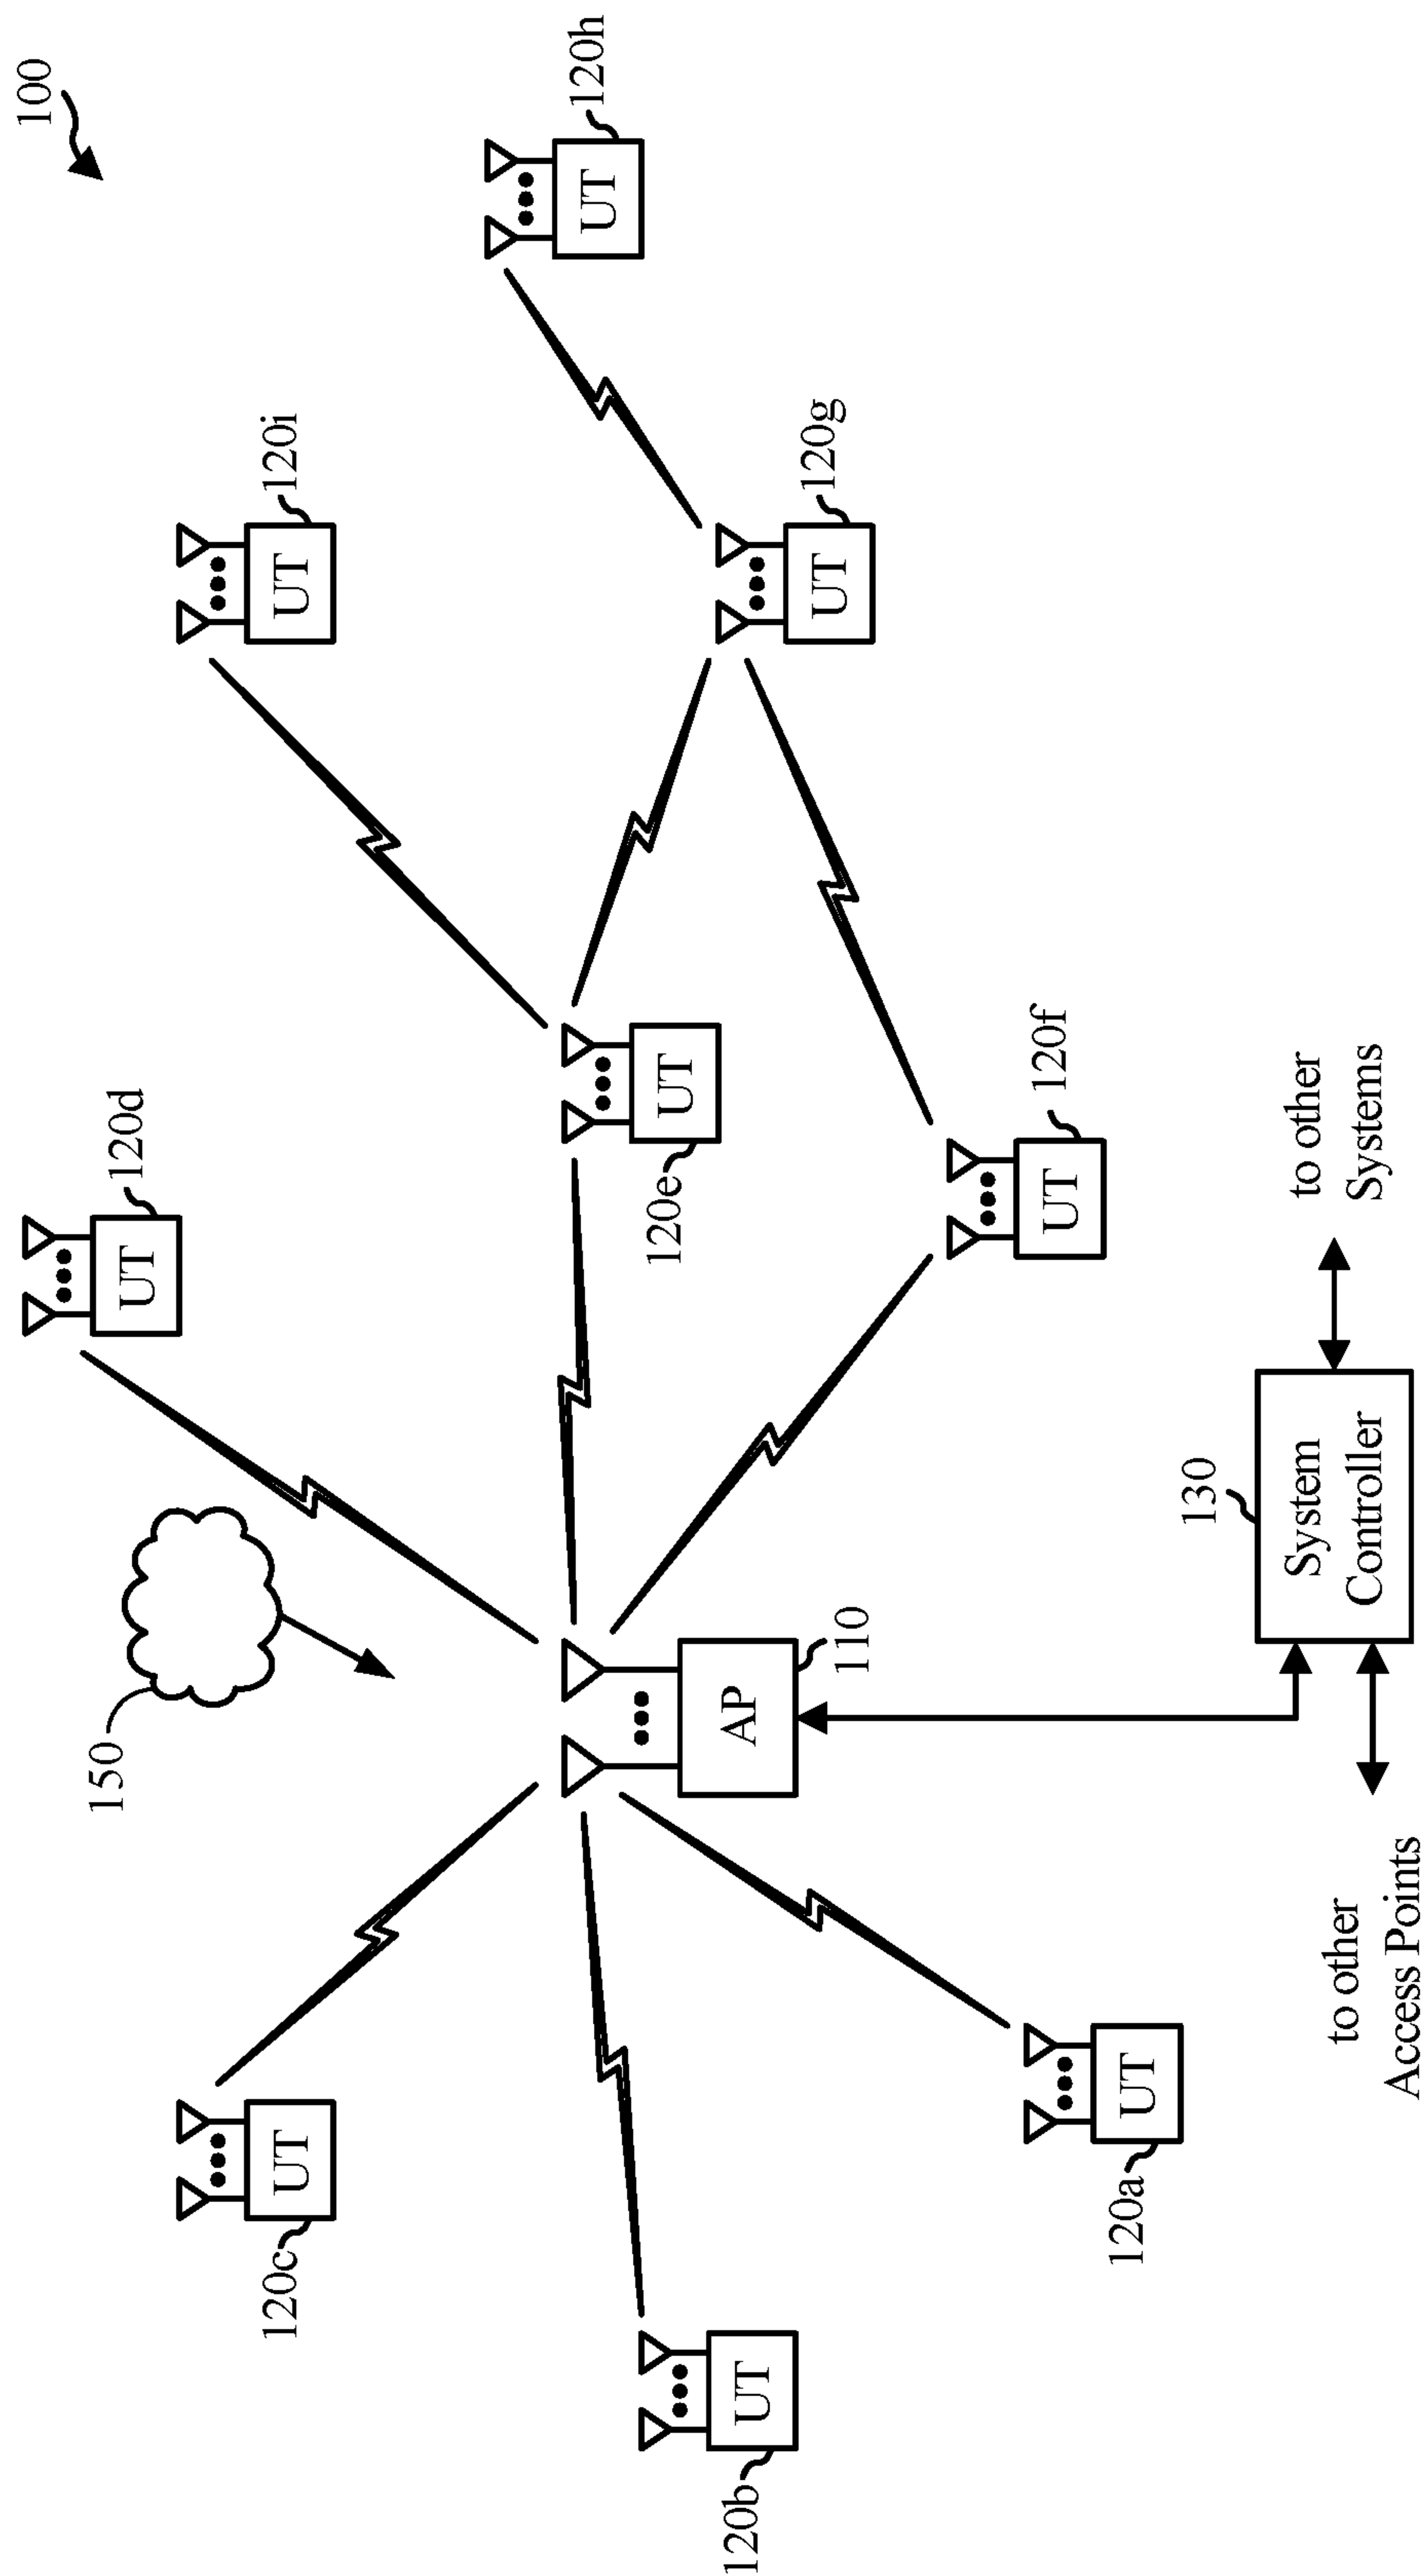 100
150
120d
UT
120i
UT
120h
UT
120c
UT
120e
UT
AP
110
120g
UT
120b
UT
120f
UT
120a
UT
130
System
Controller
to other
Systems
to other
Access Points